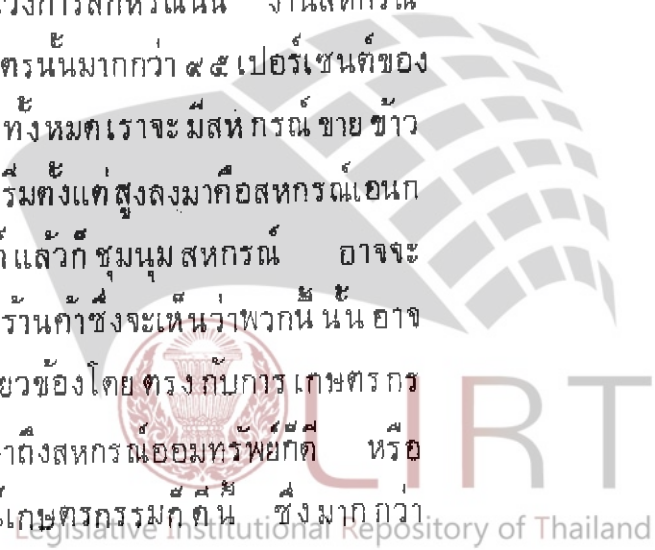 วงการสหกรณ์นั้น งานสหกรณ์
ตรนั้นมากกว่า ๙๕ เปอร์เซนต์ของ
ทั้งหมดเราจะมีสหกรณ์ขายข้าว
ริ่มตั้งแต่สูงลงมาคือสหกรณ์เอนก
แล้วก็ชุมนุมสหกรณ์ อาจจะ
ร้านค้าซึ่งจะเห็นว่าพวกนี้นั้นอาจ
ยวข้องโดยตรงกับการเกษตรกร
าถึงสหกรณ์ออมทรัพย์ก็ดี หรือ
เกษตรกรรมก็ดีนี้ ซึ่งมากกว่า
LIRT
Legislative Institutional Repository of Thailand